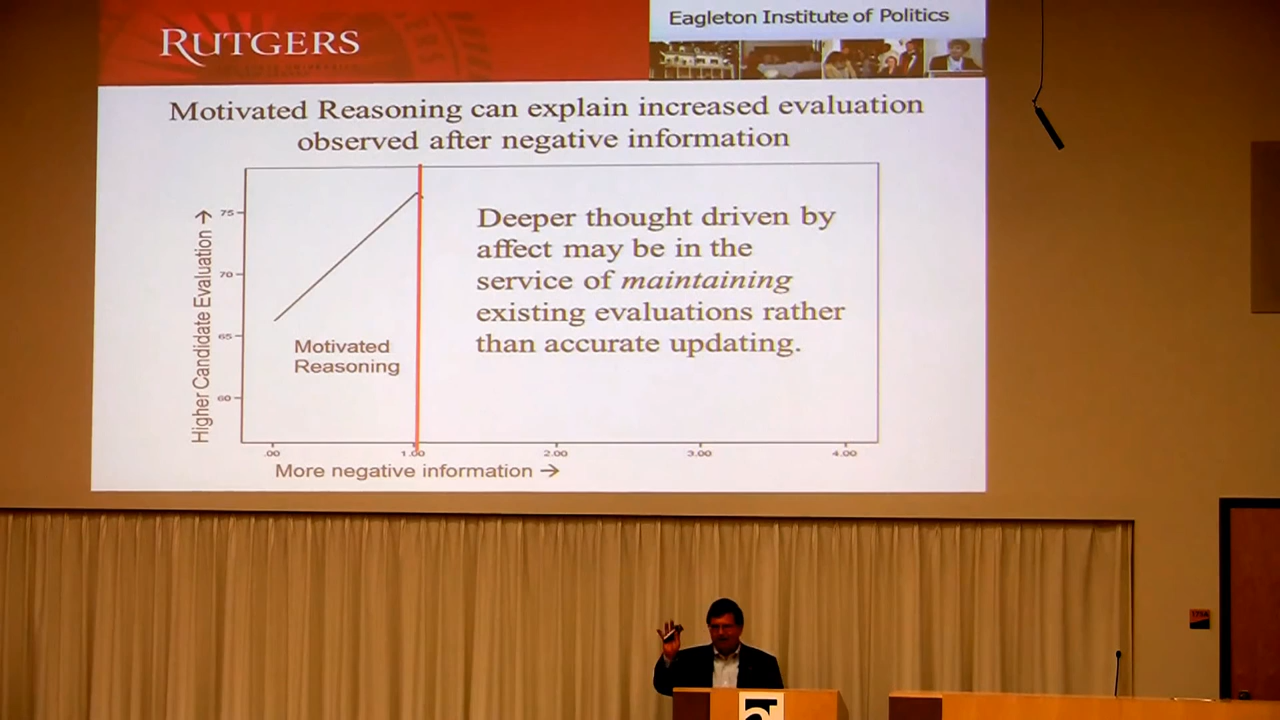 RUTGERS
Eagleton Institute of Politics
Motivated Reasoning can explain increased evaluation
observed after negative information
Higher Candidate Evaluation →
75
70
65
60
Motivated
Reasoning
Deeper thought driven by
affect may be in the
service of maintaining
existing evaluations rather
than accurate updating.
.00
1.00
2.00
3.00
4.00
More negative information →